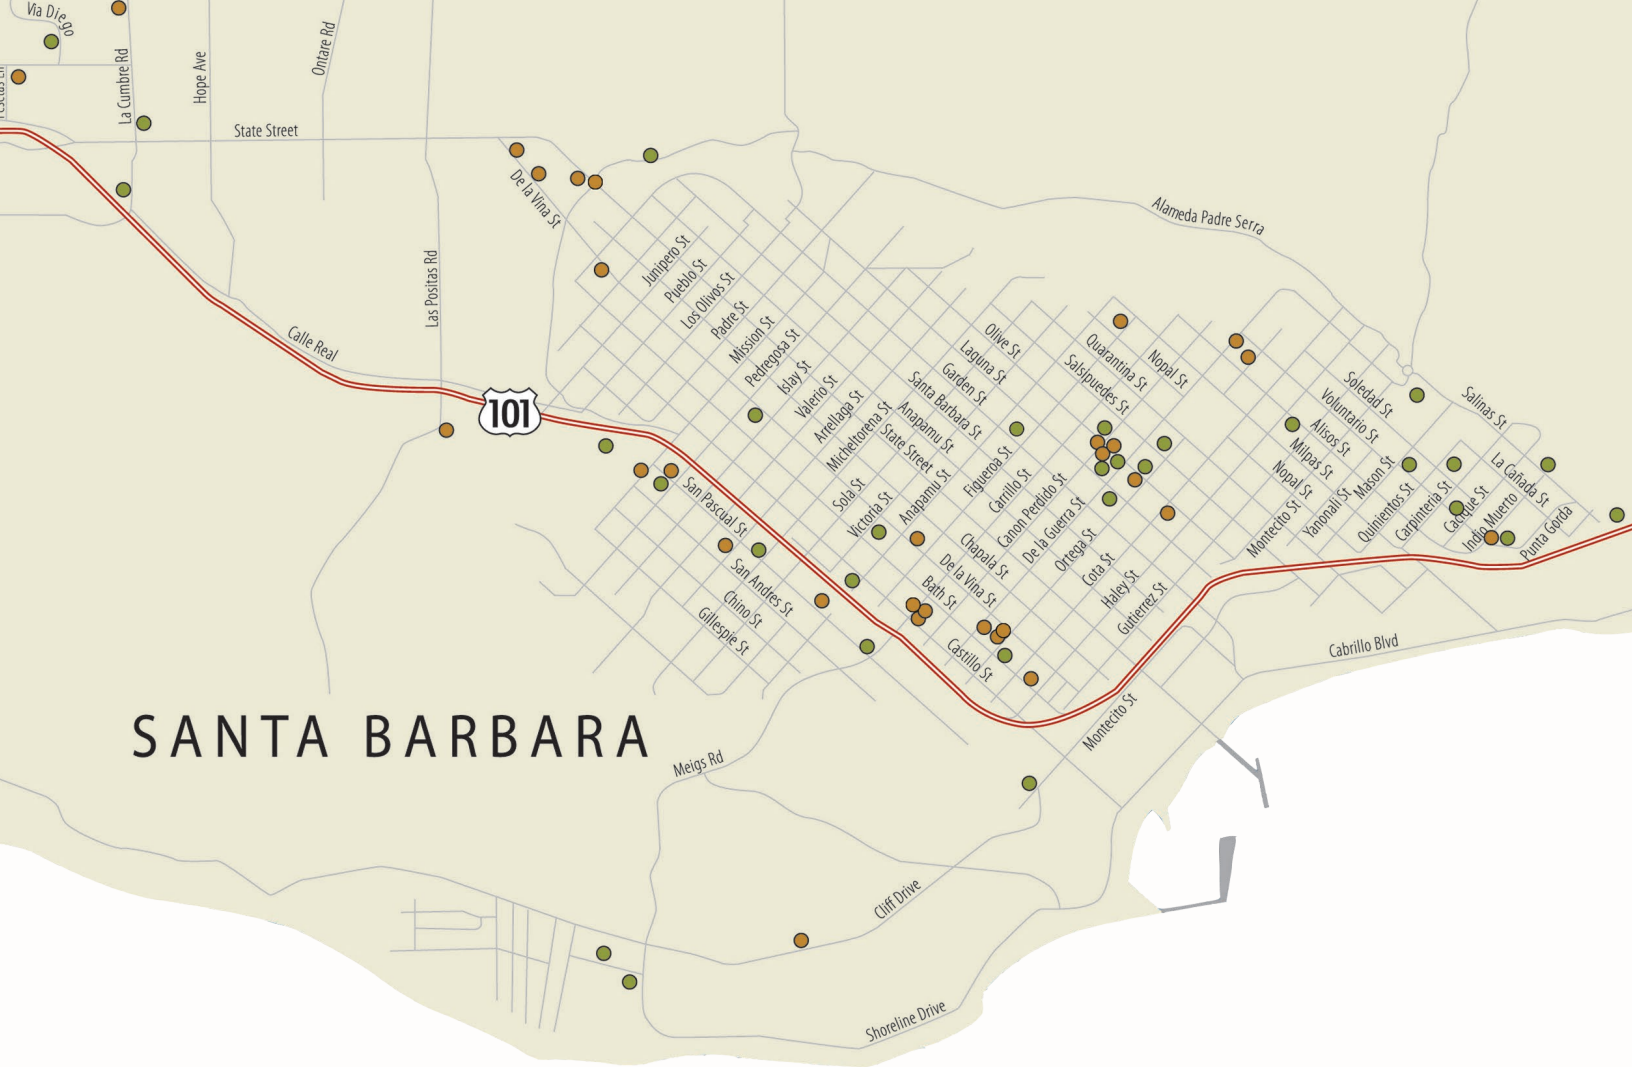 Via Diego
La Cumbre Rd
Hope Ave
Ontare Rd
State Street
De la Vina St
Alameda Padre Serra
Las Positas Rd
Calle Real
101
Junipero St
Pueblo St
Los Olivos St
Padre St
Mission St
Pedregosa St
Islay St
Valerio St
Arrellaga St
Micheltorena St
Sola St
Victoria St
Anapamu St
Figueroa St
Carrillo St
Canon Perdido St
De la Guerra St
Ortega St
Cota St
Haley St
Gutierrez St
Olive St
Laguna St
Garden St
Santa Barbara St
Anapamu St
State Street
Quarantina St
Salsipuedes St
Nopal St
Soledad St
Voluntario St
Alisos St
Milpas St
Nopal St
Salinas St
La Cañada St
Montecito St
Yanonali St
Mason St
Quinientos St
Carpinteria St
Cacique St
Indio Muerto
Punta Gorda
San Pascual St
San Andres St
Chino St
Gillespie St
Chapala St
De la Vina St
Bath St
Castillo St
Montecito St
Cabrillo Blvd
SANTA BARBARA
Meigs Rd
Cliff Drive
Shoreline Drive